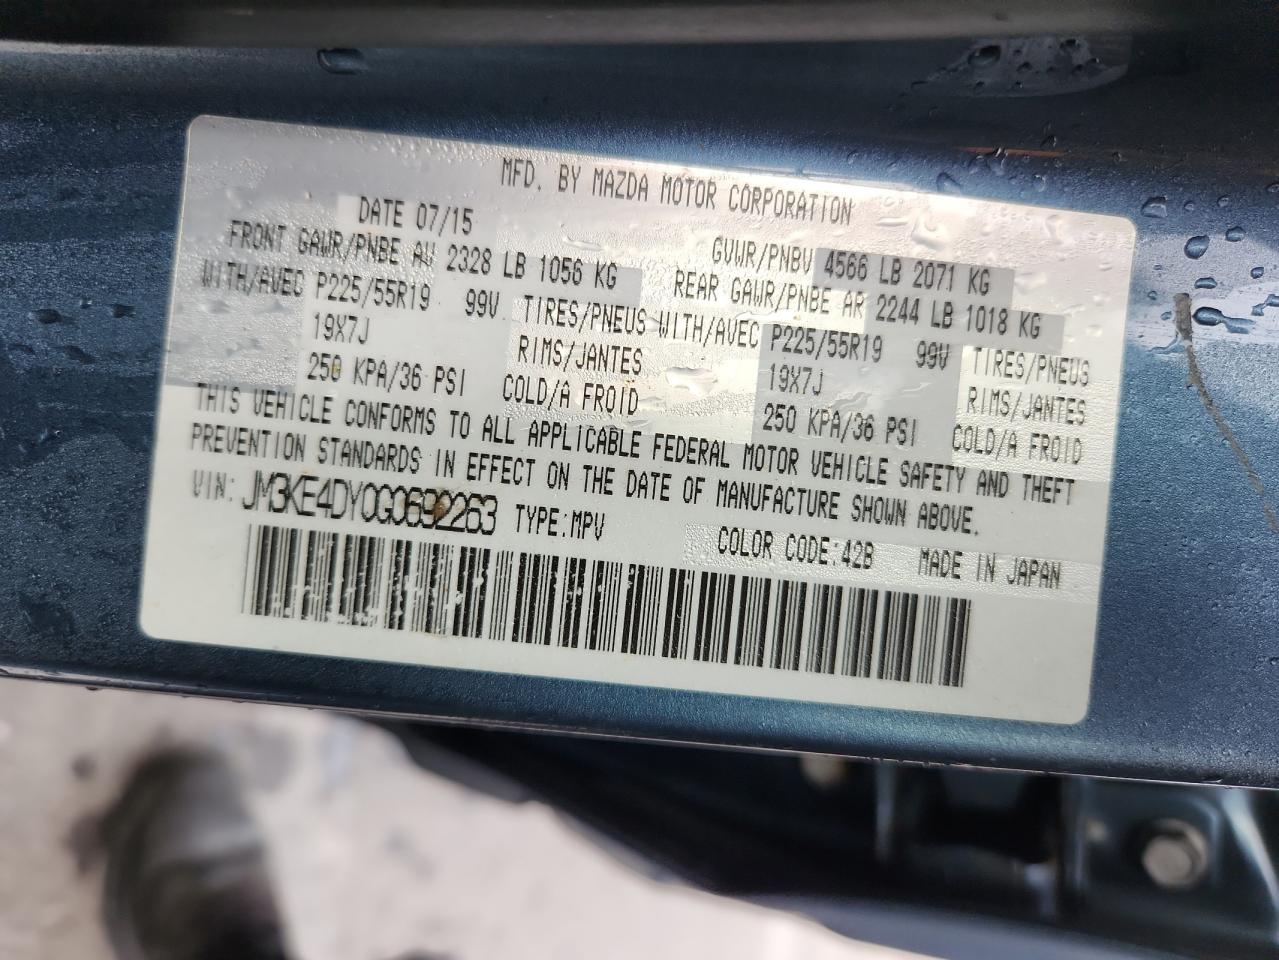 MFD. BY MAZDA MOTOR CORPORATION
DATE 07/15 GVWR/PNBV 4566 LB 2071 KG
FRONT GAWR/PNBE AV 2328 LB 1056 KG REAR GAWR/PNBE AR 2244 LB 1018 KG
WITH/AVEC P225/55R19 99V TIRES/PNEUS WITH/AVEC P225/55R19 99V TIRES/PNEUS
19X7J RIMS/JANTES 19X7J RIMS/JANTES
250 KPA/36 PSI COLD/A FROID 250 KPA/36 PSI COLD/A FROID
THIS VEHICLE CONFORMS TO ALL APPLICABLE FEDERAL MOTOR VEHICLE SAFETY AND THEFT
PREVENTION STANDARDS IN EFFECT ON THE DATE OF MANUFACTURE SHOWN ABOVE.
VIN: JM3KE4DY0G0692263 TYPE:MPV COLOR CODE:42B MADE IN JAPAN